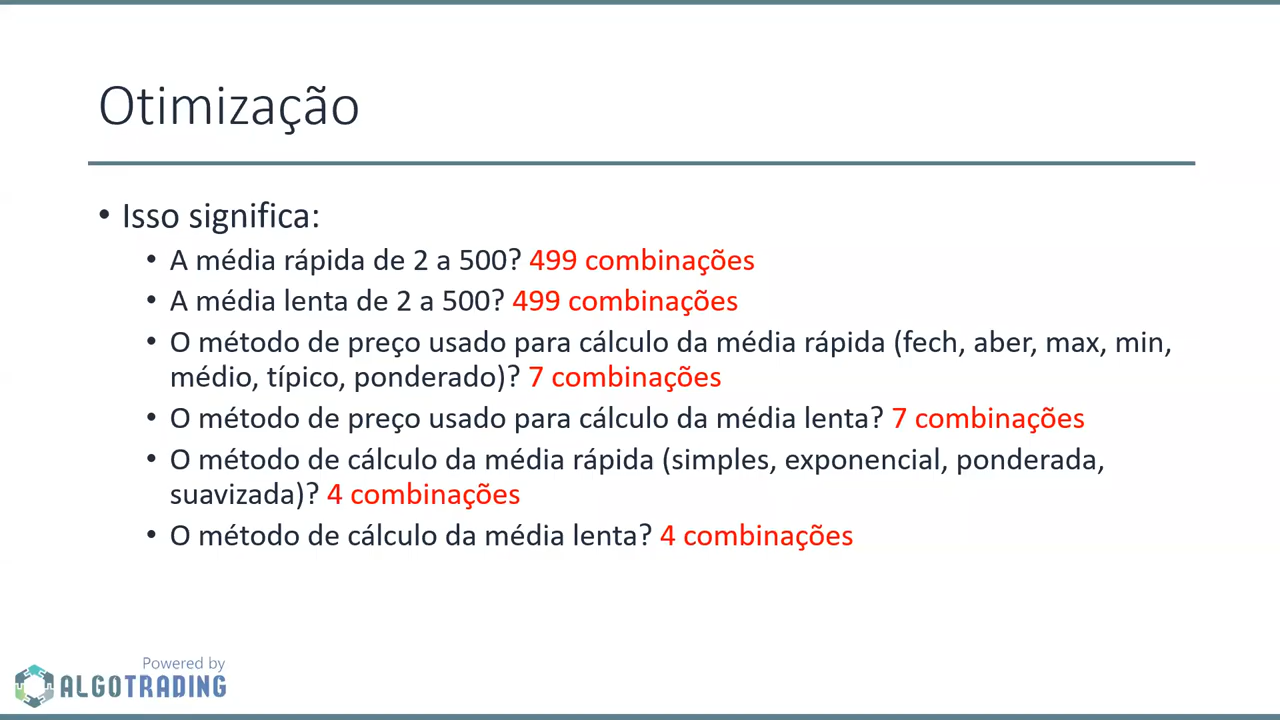 Otimização
• Isso significa:
• A média rápida de 2 a 500? 499 combinações
• A média lenta de 2 a 500? 499 combinações
• O método de preço usado para cálculo da média rápida (fech, aber, max, min,
médio, típico, ponderado)? 7 combinações
• O método de preço usado para cálculo da média lenta? 7 combinações
• O método de cálculo da média rápida (simples, exponencial, ponderada,
suavizada)? 4 combinações
• O método de cálculo da média lenta? 4 combinações
Powered by
ALGOTRADING